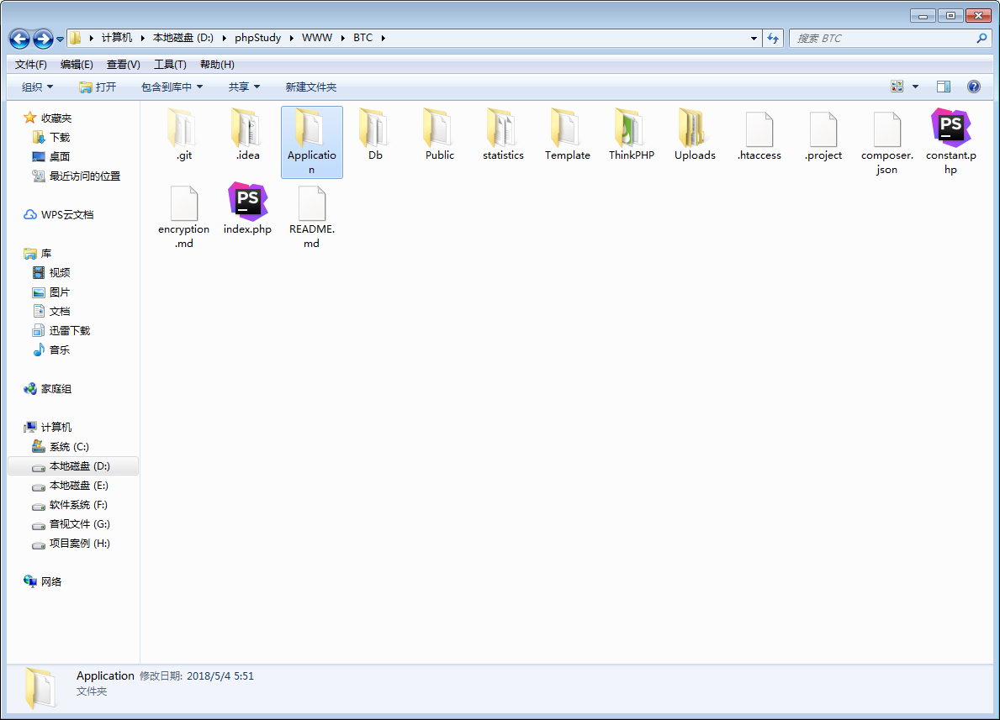 计算机 本地磁盘 (D:) phpStudy WWW BTC
搜索 BTC
文件(F) 编辑(E) 查看(V) 工具(T) 帮助(H)
组织 打开 包含到库中 共享 新建文件夹
收藏夹
下载
桌面
最近访问的位置
WPS云文档
库
视频
图片
文档
迅雷下载
音乐
家庭组
计算机
系统 (C:)
本地磁盘 (D:)
本地磁盘 (E:)
软件系统 (F:)
音视文件 (G:)
项目案例 (H:)
网络
.git
.idea
Applicatio
n
Db
Public
statistics
Template
ThinkPHP
Uploads
.htaccess
.project
composer.
json
PS
constant.p
hp
encryption
.md
PS
index.php
README.
md
Application 修改日期: 2018/5/4 5:51
文件夹